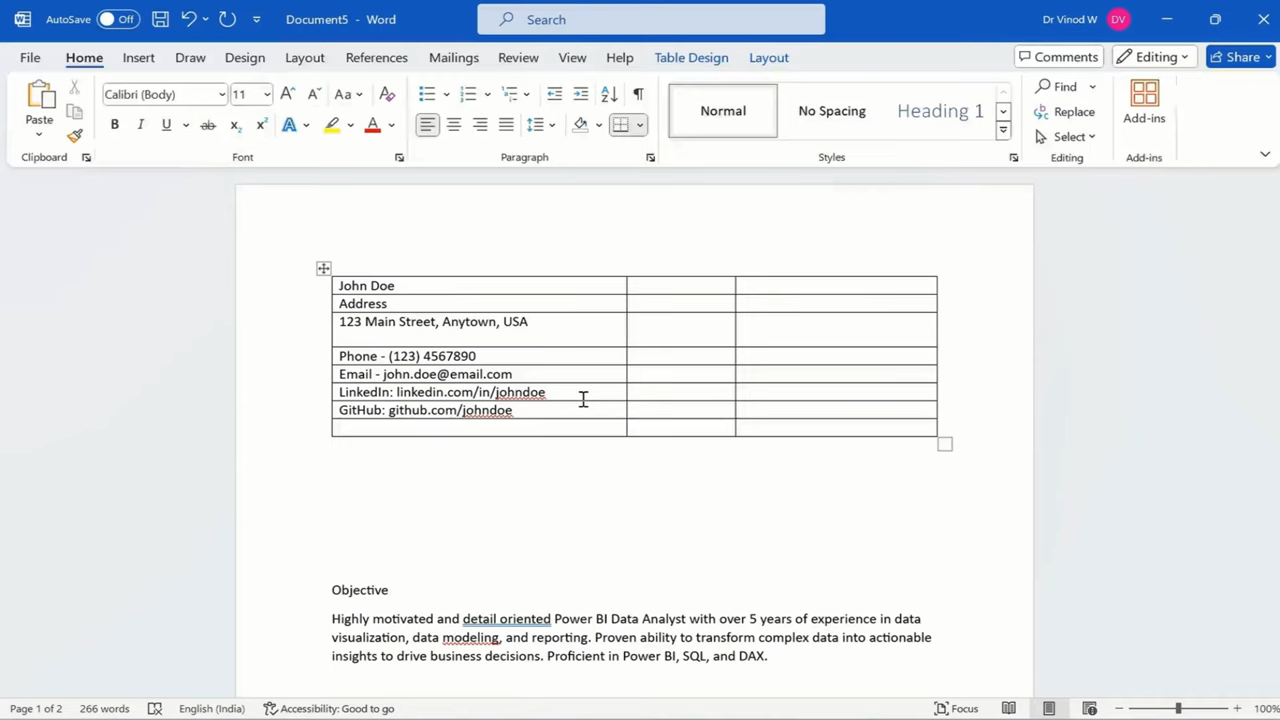 AutoSave Off Document5 - Word Search Dr Vinod W DV
File Home Insert Draw Design Layout References Mailings Review View Help Table Design Layout Comments Editing Share
Paste Calibri (Body) 11 Aa Normal No Spacing Heading 1 Find Replace Select Add-ins
Clipboard Font Paragraph Styles Editing Add-ins
John Doe
Address
123 Main Street, Anytown, USA
Phone - (123) 4567890
Email - john.doe@email.com
LinkedIn: linkedin.com/in/johndoe
GitHub: github.com/johndoe
Objective
Highly motivated and detail oriented Power BI Data Analyst with over 5 years of experience in data
visualization, data modeling, and reporting. Proven ability to transform complex data into actionable
insights to drive business decisions. Proficient in Power BI, SQL, and DAX.
Page 1 of 2 266 words English (India) Accessibility: Good to go Focus 100%